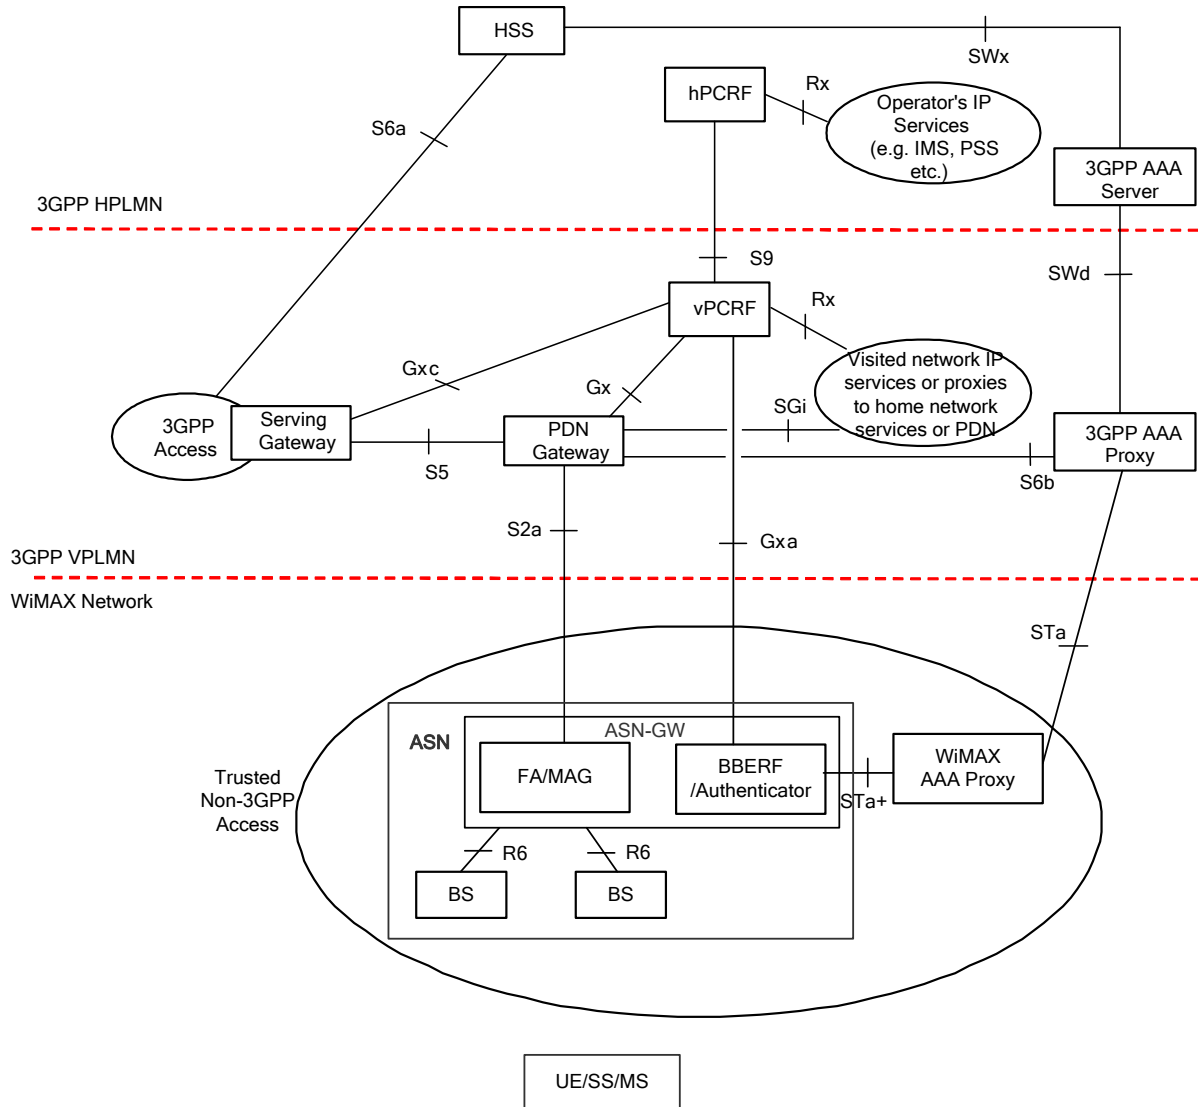 HSS
SWx
hPCRF
Rx
Operator's IP
Services
(e.g. IMS, PSS
etc.)
S6a
3GPP AAA
Server
3GPP HPLMN
S9
SWd
vPCRF
Rx
Gxc
Gx
Visited network IP
services or proxies
to home network
services or PDN
SGi
3GPP
Access
Serving
Gateway
S5
PDN
Gateway
3GPP AAA
Proxy
S6b
S2a
Gxa
3GPP VPLMN
WiMAX Network
STa
ASN
ASN-GW
FA/MAG
BBERF
/Authenticator
STa+
WiMAX
AAA Proxy
Trusted
Non-3GPP
Access
R6
R6
BS
BS
UE/SS/MS